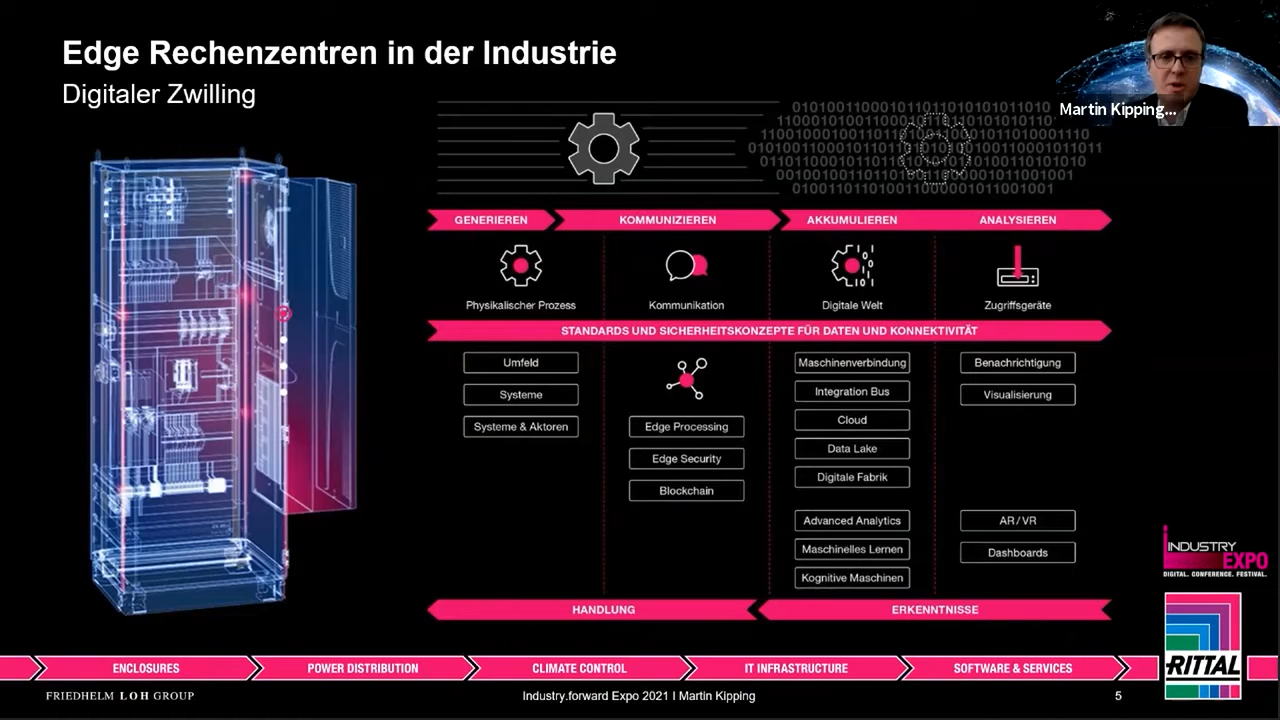 Edge Rechenzentren in der Industrie
Digitaler Zwilling
Martin Kipping...
GENERIEREN
KOMMUNIZIEREN
AKKUMULIEREN
ANALYSIEREN
Physikalischer Prozess
Kommunikation
Digitale Welt
Zugriffsgeräte
STANDARDS UND SICHERHEITSKONZEPTE FÜR DATEN UND KONNEKTIVITÄT
Umfeld
Systeme
Systeme & Aktoren
Edge Processing
Edge Security
Blockchain
Maschinenverbindung
Integration Bus
Cloud
Data Lake
Digitale Fabrik
Advanced Analytics
Maschinelles Lernen
Kognitive Maschinen
Benachrichtigung
Visualisierung
AR / VR
Dashboards
HANDLUNG
ERKENNTNISSE
INDUSTRY
EXPO
DIGITAL. CONFERENCE. FESTIVAL.
RITTAL
ENCLOSURES
POWER DISTRIBUTION
CLIMATE CONTROL
IT INFRASTRUCTURE
SOFTWARE & SERVICES
FRIEDHELM LOH GROUP
Industry.forward Expo 2021 I Martin Kipping
5